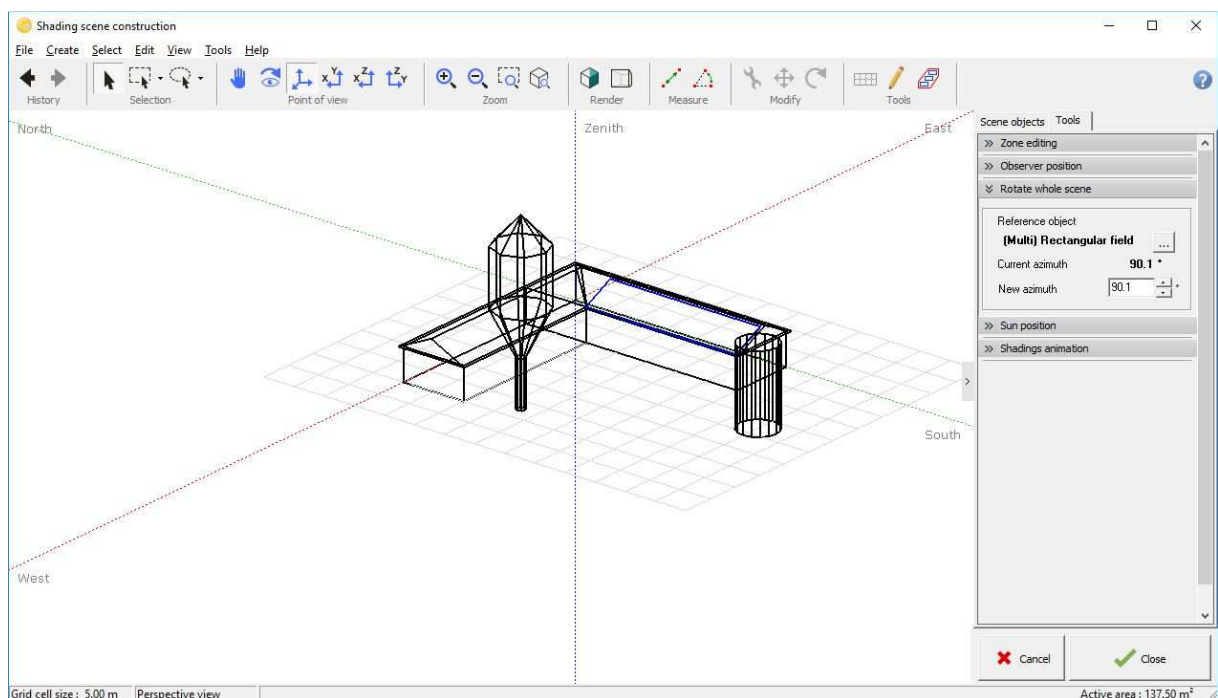 Shading scene construction
File Create Select Edit View Tools Help
History Selection Point of view Zoom Render Measure Modify Tools
North
Zenith
East
South
West
Scene objects Tools
Zone editing
Observer position
Rotate whole scene
Reference object
(Multi) Rectangular field ...
Current azimuth 90.1 °
New azimuth 90.1 °
Sun position
Shadings animation
Cancel Close
Grid cell size : 5.00 m Perspective view Active area : 137.50 m²